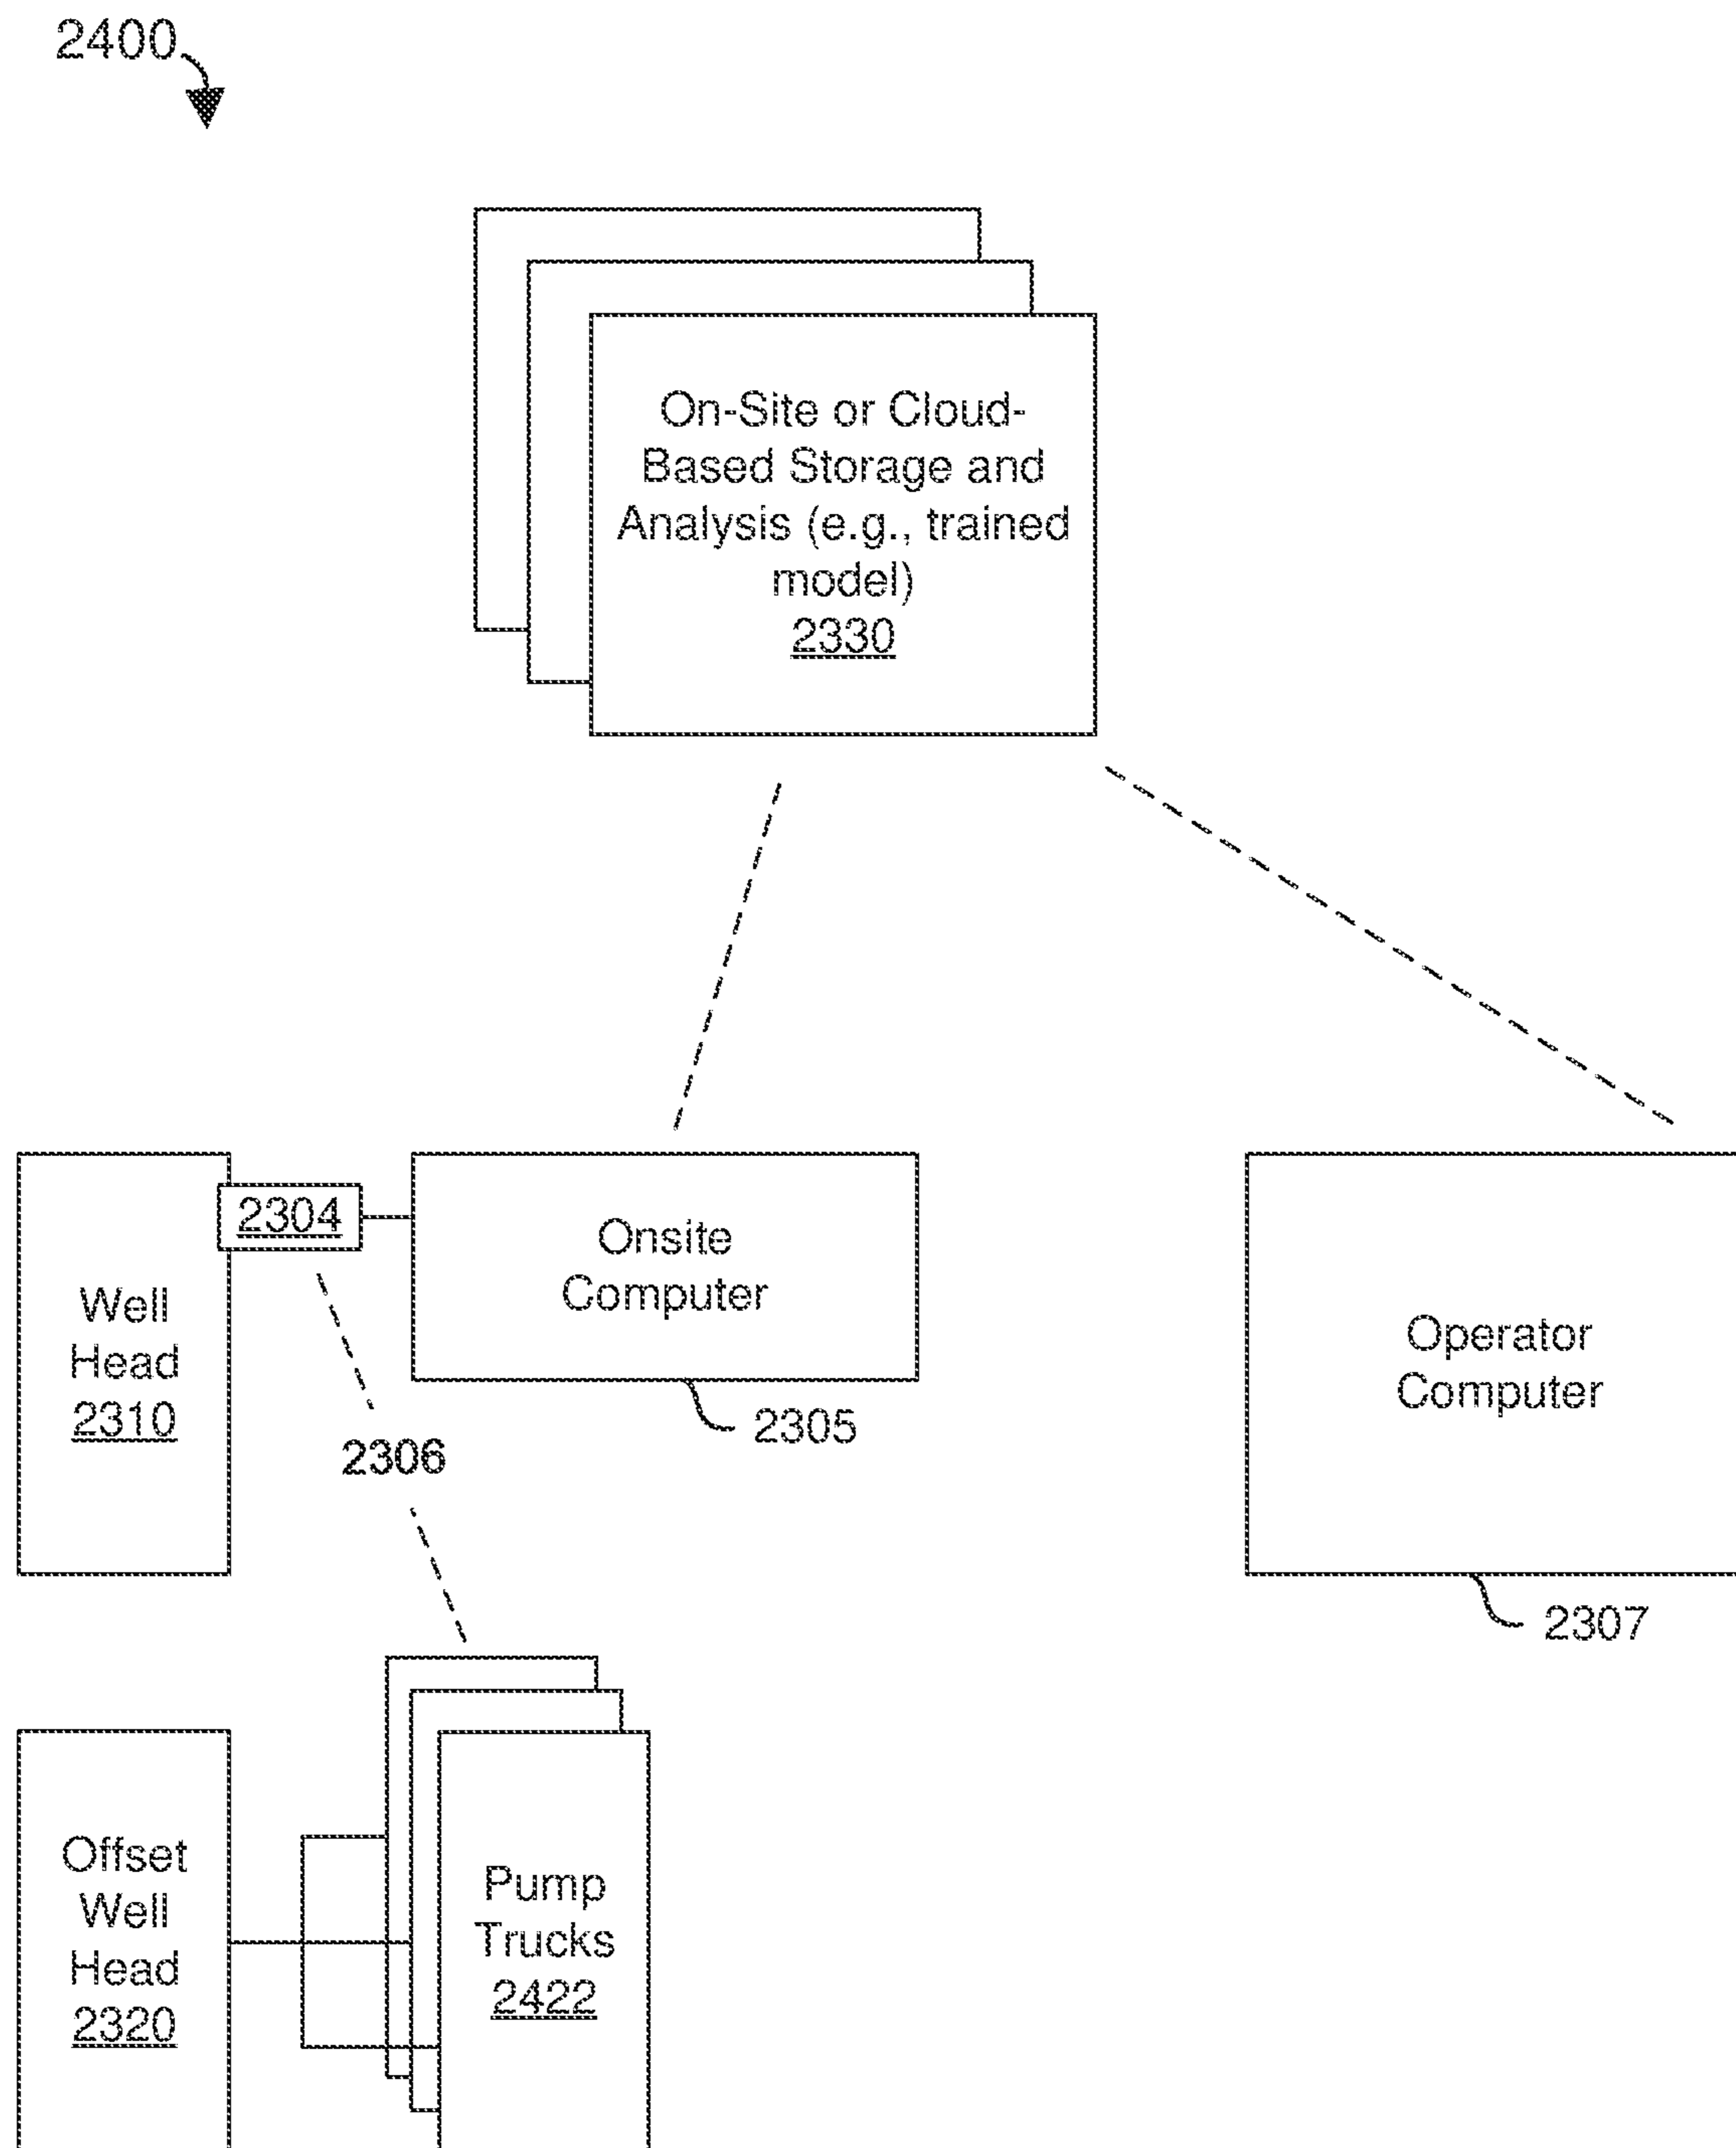 2400
On-Site or Cloud-
Based Storage and
Analysis (e.g., trained
model)
2330
2304
Onsite
Computer
Well
Head
2310
2305
2306
Operator
Computer
2307
Offset
Well
Head
2320
Pump
Trucks
2422